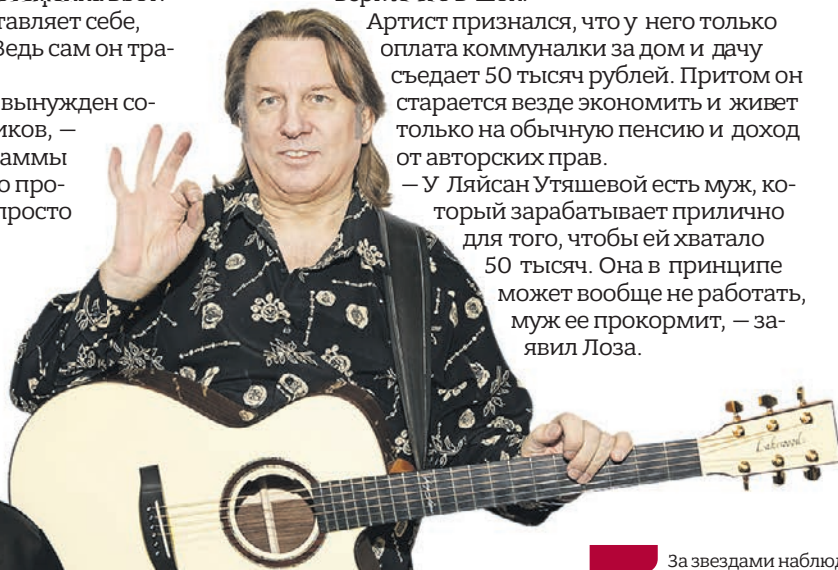 тавляет себе,
Ведь сам он тра-
вынужден со-
иков, —
аммы
о про-
просто
Артист признался, что у него только
оплата коммуналки за дом и дачу
съедает 50 тысяч рублей. Притом он
старается везде экономить и живет
только на обычную пенсию и доход
от авторских прав.
— У Ляйсан Утяшевой есть муж, ко-
торый зарабатывает прилично
для того, чтобы ей хватало
50 тысяч. Она в принципе
может вообще не работать,
муж ее прокормит, — за-
явил Лоза.
Lakewood
За звездами наблюд